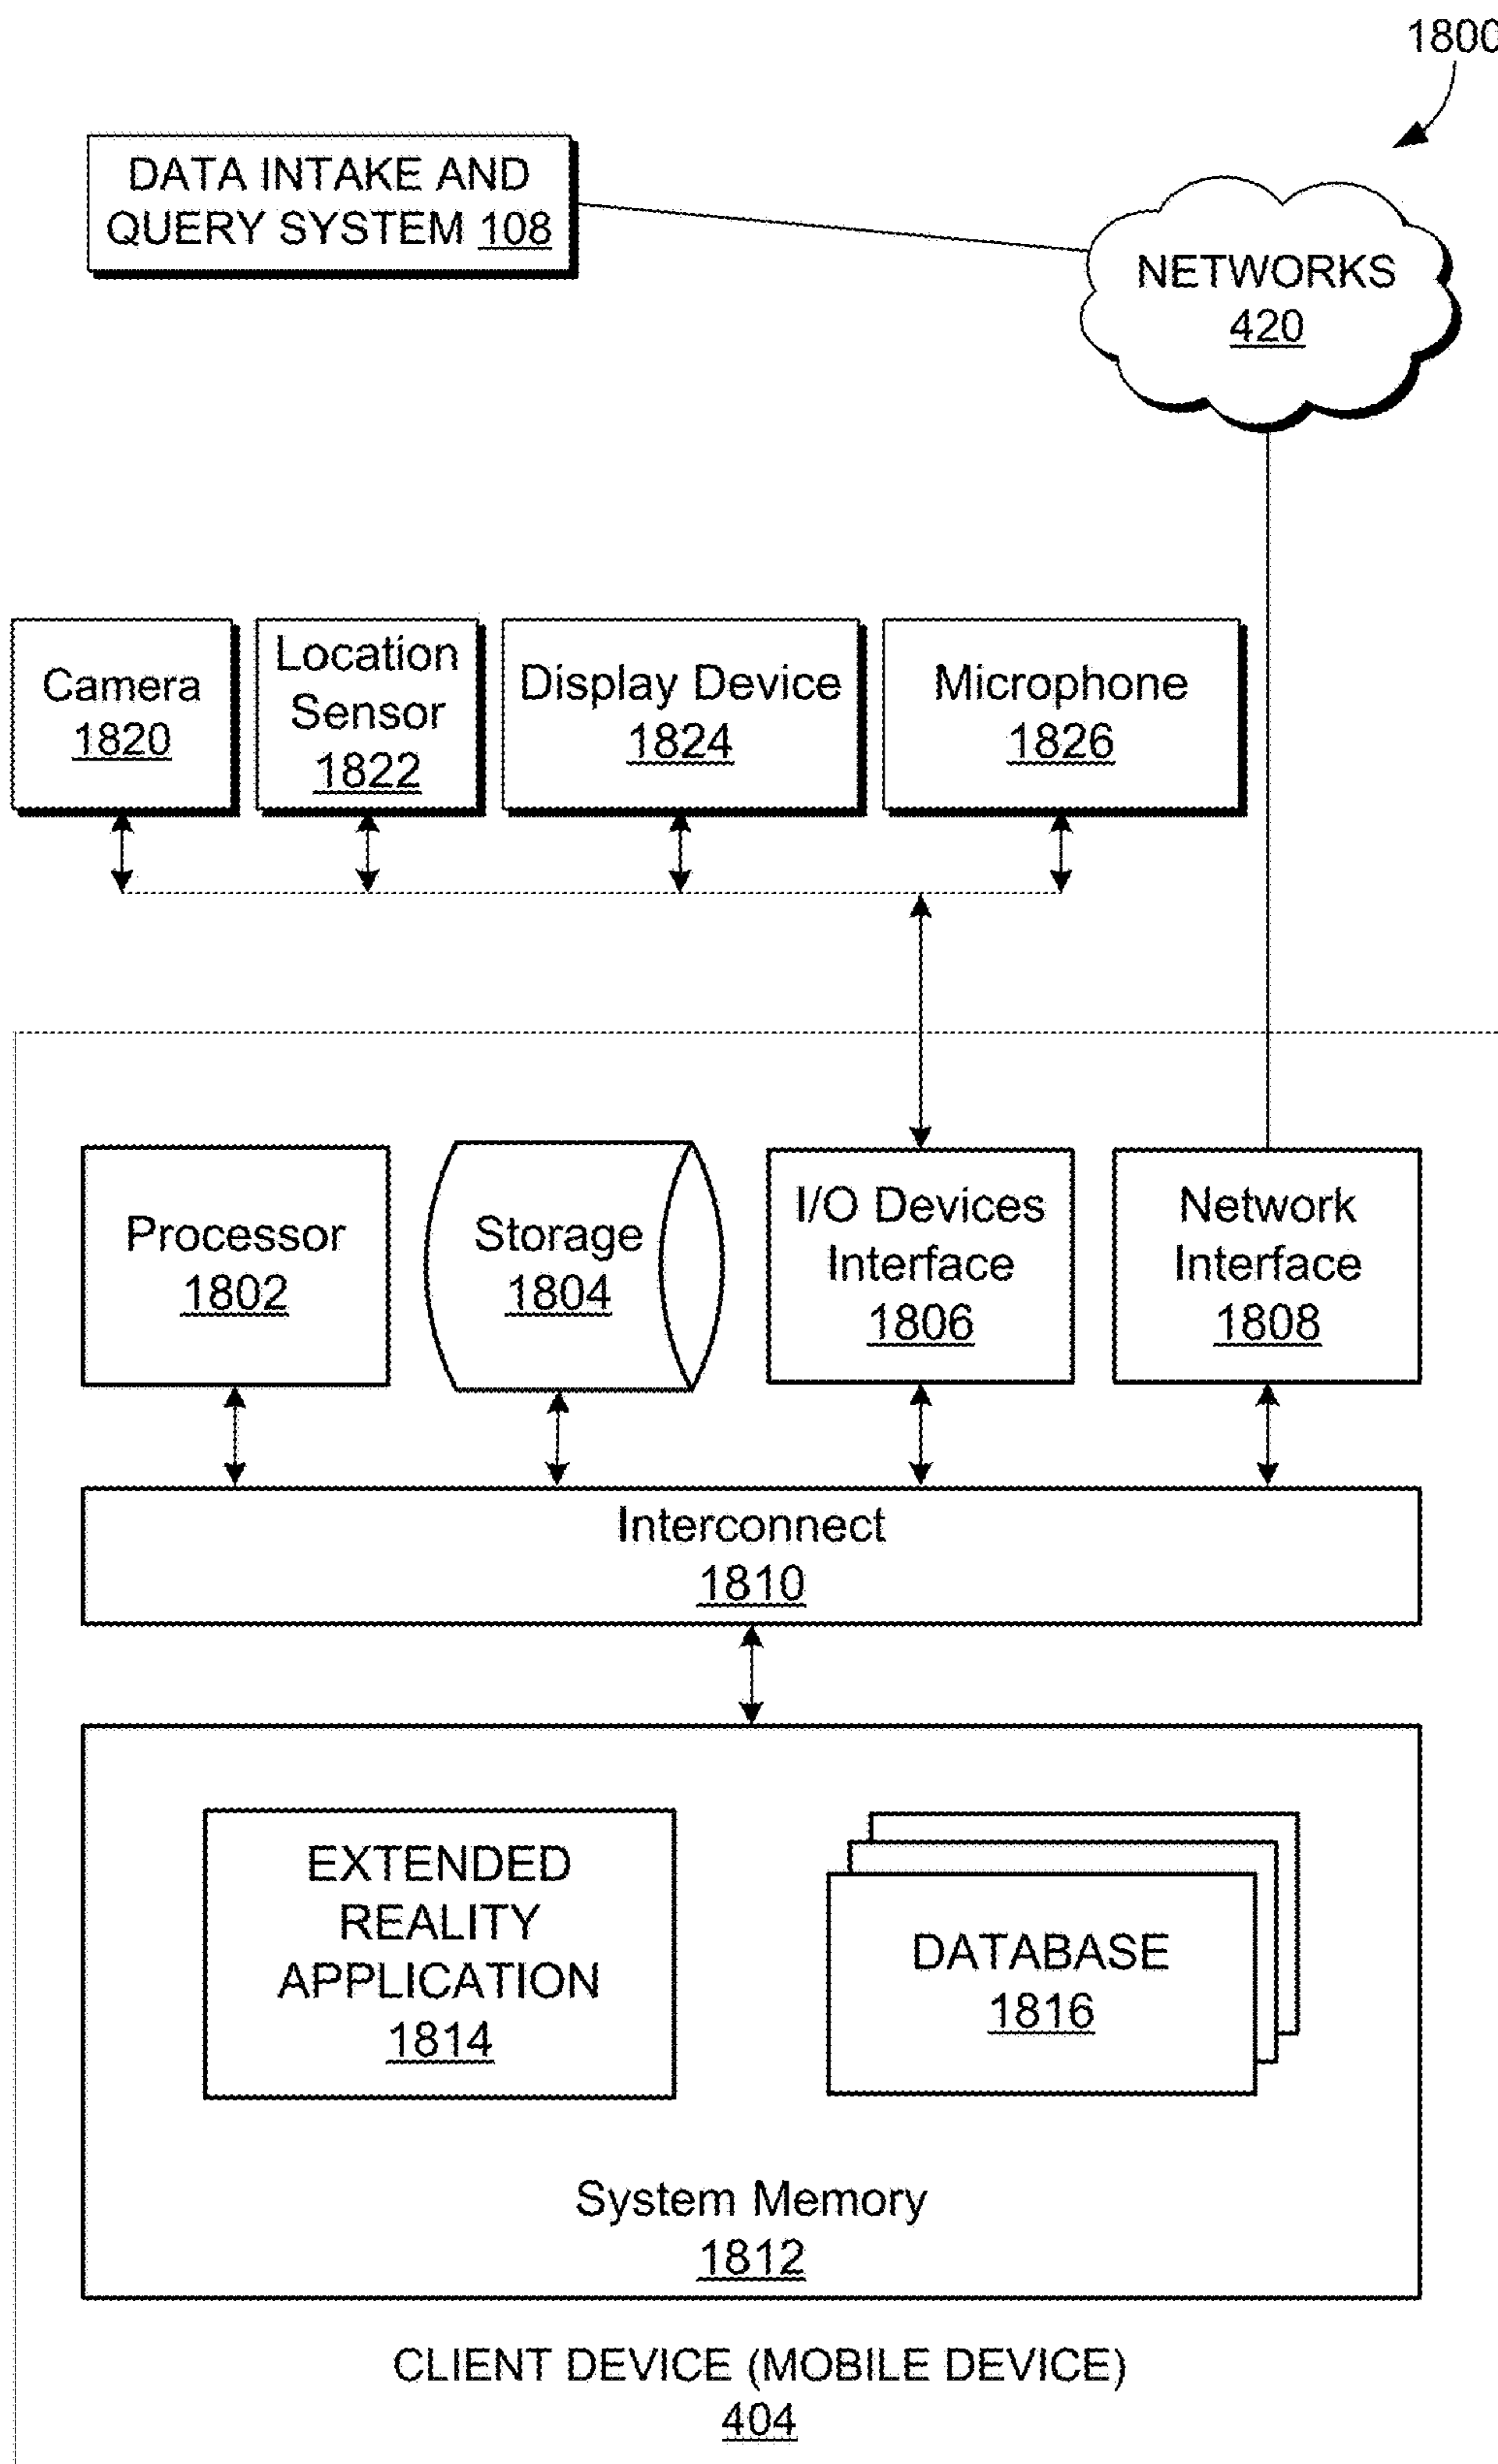 1800
DATA INTAKE AND
QUERY SYSTEM 108
NETWORKS
420
Camera
1820
Location
Sensor
1822
Display Device
1824
Microphone
1826
Processor
1802
Storage
1804
I/O Devices
Interface
1806
Network
Interface
1808
Interconnect
1810
EXTENDED
REALITY
APPLICATION
1814
DATABASE
1816
System Memory
1812
CLIENT DEVICE (MOBILE DEVICE)
404